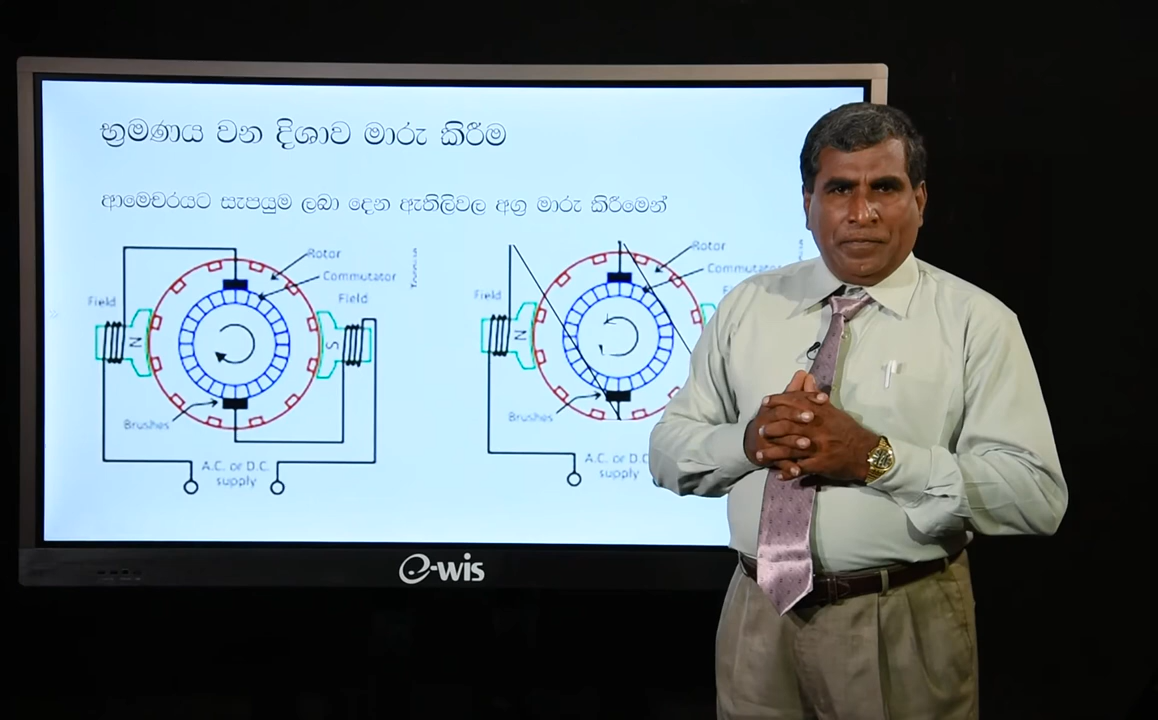 භ්‍රමණය වන දිශාව මාරු කිරීම
ආමෙචරයට සැපයුම ලබා දෙන ඇතිලිවල අග්‍ර මාරු කිරීමෙන්
Rotor
Commutator
Field
Field
N
S
Brushes
A.C. or D.C.
supply
Rotor
Commutator
Field
N
Brushes
A.C. or D.C.
supply
e-wis